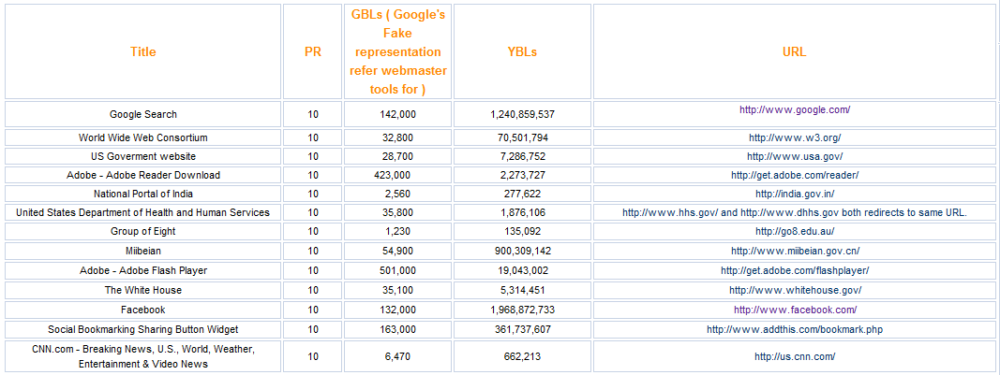 Title PR GBLs ( Google's Fake representation refer webmaster tools for ) YBLs URL
Google Search 10 142,000 1,240,859,537 http://www.google.com/
World Wide Web Consortium 10 32,800 70,501,794 http://www.w3.org/
US Goverment website 10 28,700 7,286,752 http://www.usa.gov/
Adobe - Adobe Reader Download 10 423,000 2,273,727 http://get.adobe.com/reader/
National Portal of India 10 2,560 277,622 http://india.gov.in/
United States Department of Health and Human Services 10 35,800 1,876,106 http://www.hhs.gov/ and http://www.dhhs.gov both redirects to same URL.
Group of Eight 10 1,230 135,092 http://go8.edu.au/
Miibeian 10 54,900 900,309,142 http://www.miibeian.gov.cn/
Adobe - Adobe Flash Player 10 501,000 19,043,002 http://get.adobe.com/flashplayer/
The White House 10 35,100 5,314,451 http://www.whitehouse.gov/
Facebook 10 132,000 1,968,872,733 http://www.facebook.com/
Social Bookmarking Sharing Button Widget 10 163,000 361,737,607 http://www.addthis.com/bookmark.php
CNN.com - Breaking News, U.S., World, Weather, Entertainment & Video News 10 6,470 662,213 http://us.cnn.com/